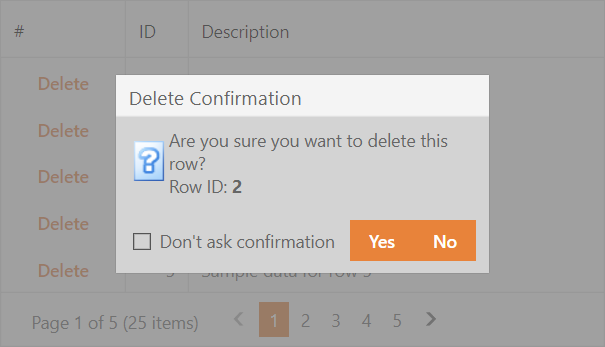 # ID Description
Delete
Delete Confirmation
Are you sure you want to delete this
row?
Row ID: 2
Delete
Delete
Delete
Don't ask confirmation Yes No
Delete Sample data for row 5
Page 1 of 5 (25 items) 1 2 3 4 5